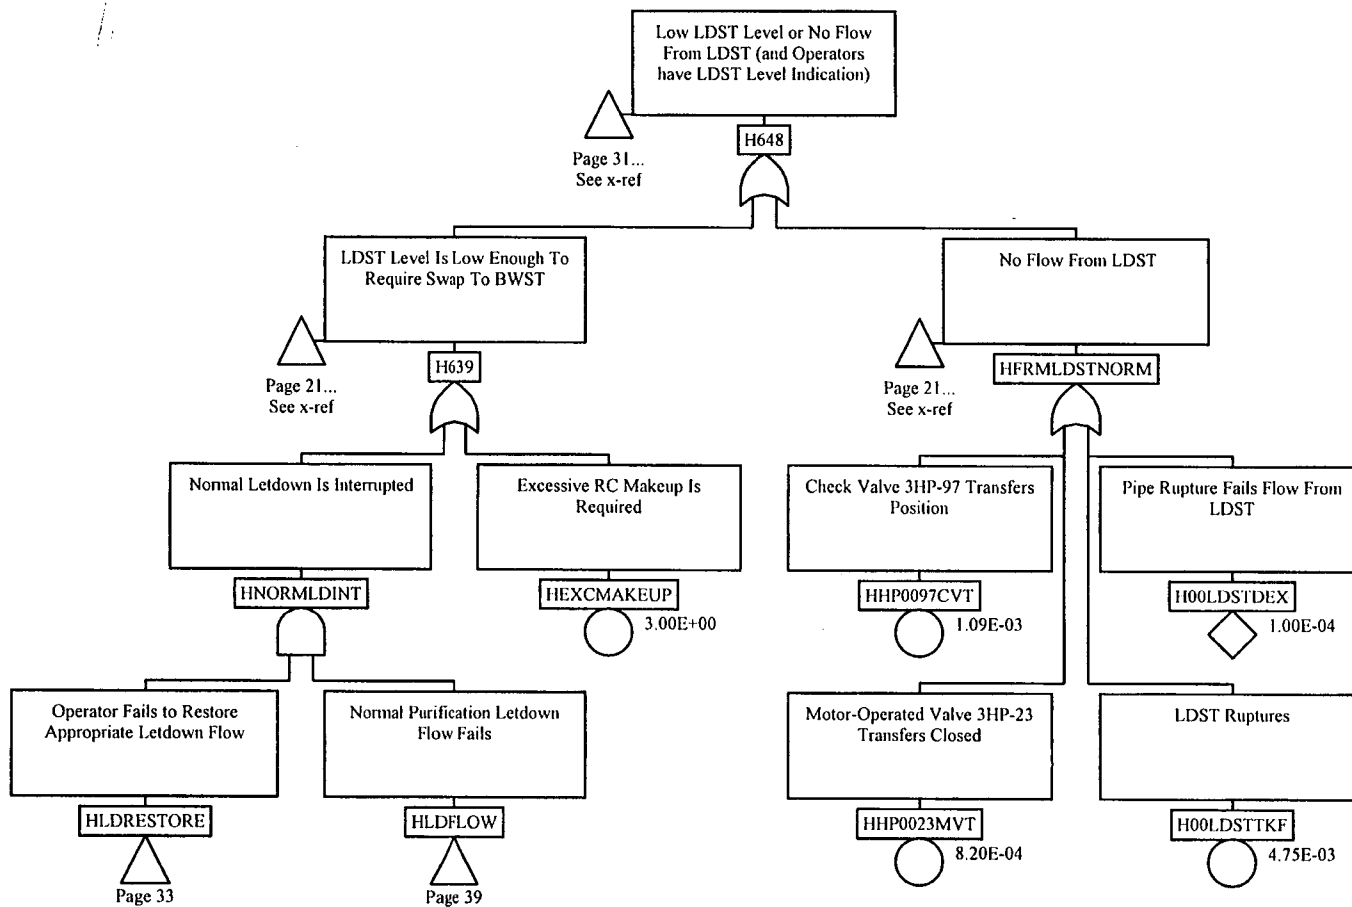 Low LDST Level or No Flow
From LDST (and Operators
have LDST Level Indication)
H648
Page 31...
See x-ref
LDST Level Is Low Enough To
Require Swap To BWST
H639
Page 21...
See x-ref
No Flow From LDST
HFRMLDSTNORM
Page 21...
See x-ref
Normal Letdown Is Interrupted
HNORMLDINT
Excessive RC Makeup Is
Required
HEXCMAKEUP
3.00E+00
Check Valve 3HP-97 Transfers
Position
HHP0097CVT
1.09E-03
Pipe Rupture Fails Flow From
LDST
H00LDSTDEX
1.00E-04
Operator Fails to Restore
Appropriate Letdown Flow
HLDRESTORE
Page 33
Normal Purification Letdown
Flow Fails
HLDFLOW
Page 39
Motor-Operated Valve 3HP-23
Transfers Closed
HHP0023MVT
8.20E-04
LDST Ruptures
H00LDSTTKF
4.75E-03